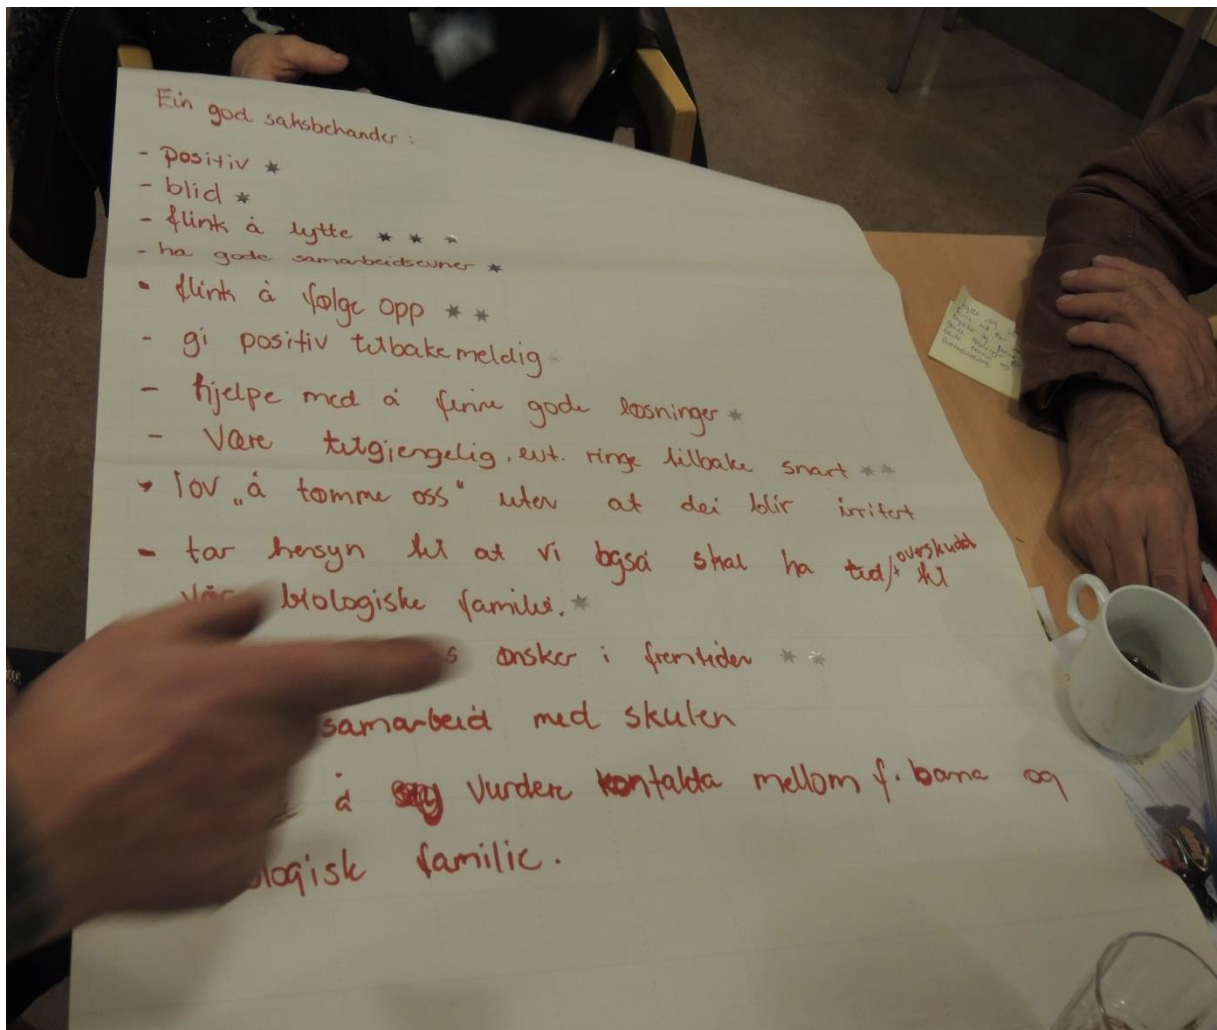 Ein god saksbehander:
- positiv *
- blid *
- flink å lytte * * *
- ha gode samarbeidsevner *
- flink å følge opp * *
- gi positiv tilbakemeldig *
- hjelpe med å finne gode løsninger *
- Være tilgjengelig, evt. ringe tilbake snart * *
- lov „å tømme oss" uten at dei blir irritert
- tar hensyn til at vi også skal ha tid/+ overskudd til
vår biologiske familie. *
ønsker i fremtiden * *
samarbeid med skulen
å vurdere kontakta mellom f. barna og
familie.